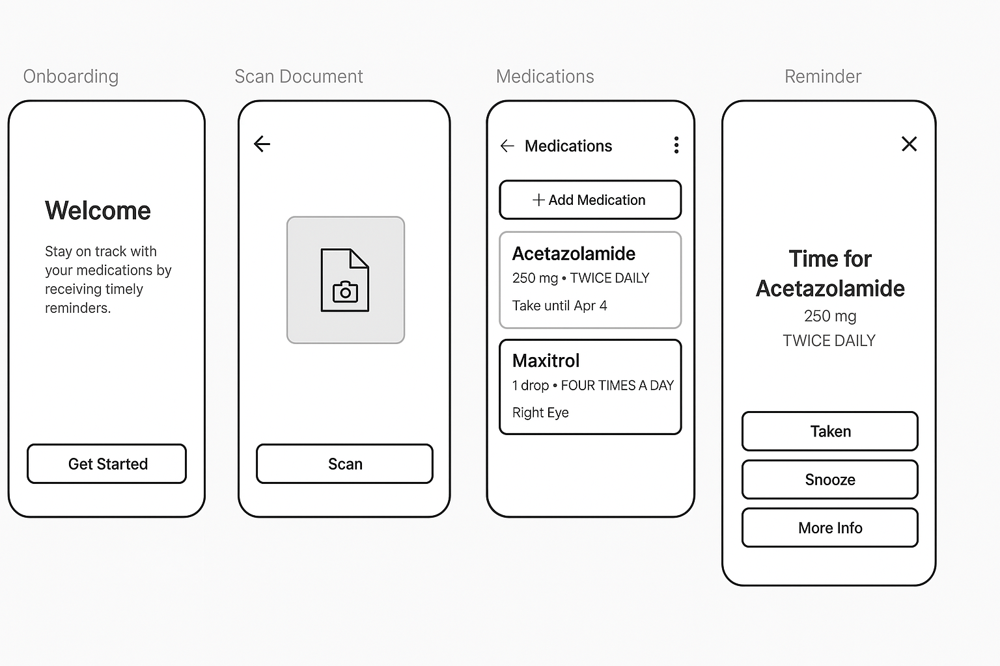 Onboarding
Welcome
Stay on track with
your medications by
receiving timely
reminders.
Get Started
Scan Document
Scan
Medications
Medications
+ Add Medication
Acetazolamide
250 mg • TWICE DAILY
Take until Apr 4
Maxitrol
1 drop • FOUR TIMES A DAY
Right Eye
Reminder
Time for
Acetazolamide
250 mg
TWICE DAILY
Taken
Snooze
More Info